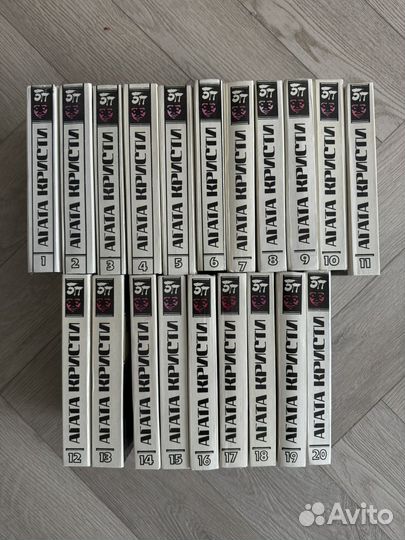 АГАТА КРИСТИ 1
АГАТА КРИСТИ 2
АГАТА КРИСТИ 3
АГАТА КРИСТИ 4
АГАТА КРИСТИ 5
АГАТА КРИСТИ 6
АГАТА КРИСТИ 7
АГАТА КРИСТИ 8
АГАТА КРИСТИ 9
АГАТА КРИСТИ 10
АГАТА КРИСТИ 11
АГАТА КРИСТИ 12
АГАТА КРИСТИ 13
АГАТА КРИСТИ 14
АГАТА КРИСТИ 15
АГАТА КРИСТИ 16
АГАТА КРИСТИ 17
АГАТА КРИСТИ 18
АГАТА КРИСТИ 19
АГАТА КРИСТИ 20
Avito